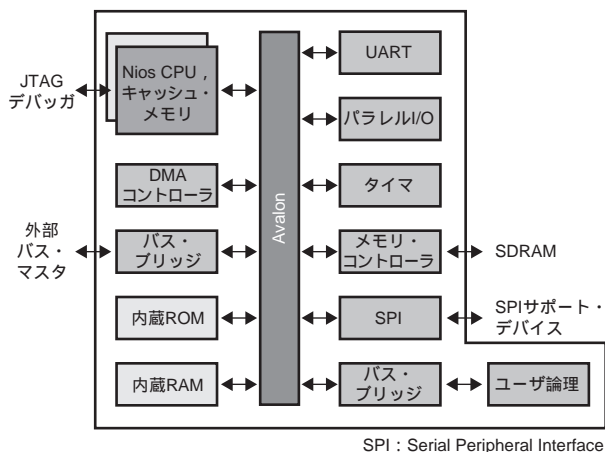 JTAG
デバッガ
Nios CPU，
キャッシュ・
メモリ
DMA
コントローラ
外部
バス・
マスタ
バス・
ブリッジ
内蔵ROM
内蔵RAM
Avalon
UART
パラレルI/O
タイマ
メモリ・
コントローラ
SDRAM
SPI
SPIサポート・
デバイス
バス・
ブリッジ
ユーザ論理
SPI：Serial Peripheral Interface